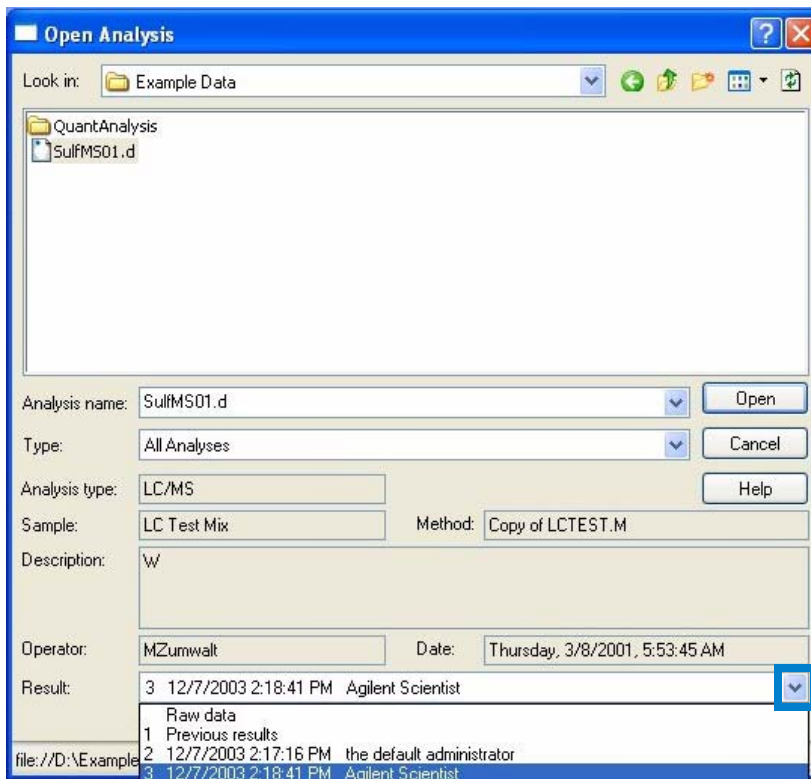 Open Analysis
Look in: Example Data
QuantAnalysis
SulfMS01.d
Analysis name: SulfMS01.d Open
Type: All Analyses Cancel
Analysis type: LC/MS Help
Sample: LC Test Mix Method: Copy of LCTEST.M
Description: W
Operator: MZumwalt Date: Thursday, 3/8/2001, 5:53:45 AM
Result: 3 12/7/2003 2:18:41 PM Agilent Scientist
Raw data
1 Previous results
file://D:\Example 2 12/7/2003 2:17:16 PM the default administrator
3 12/7/2003 2:18:41 PM Agilent Scientist